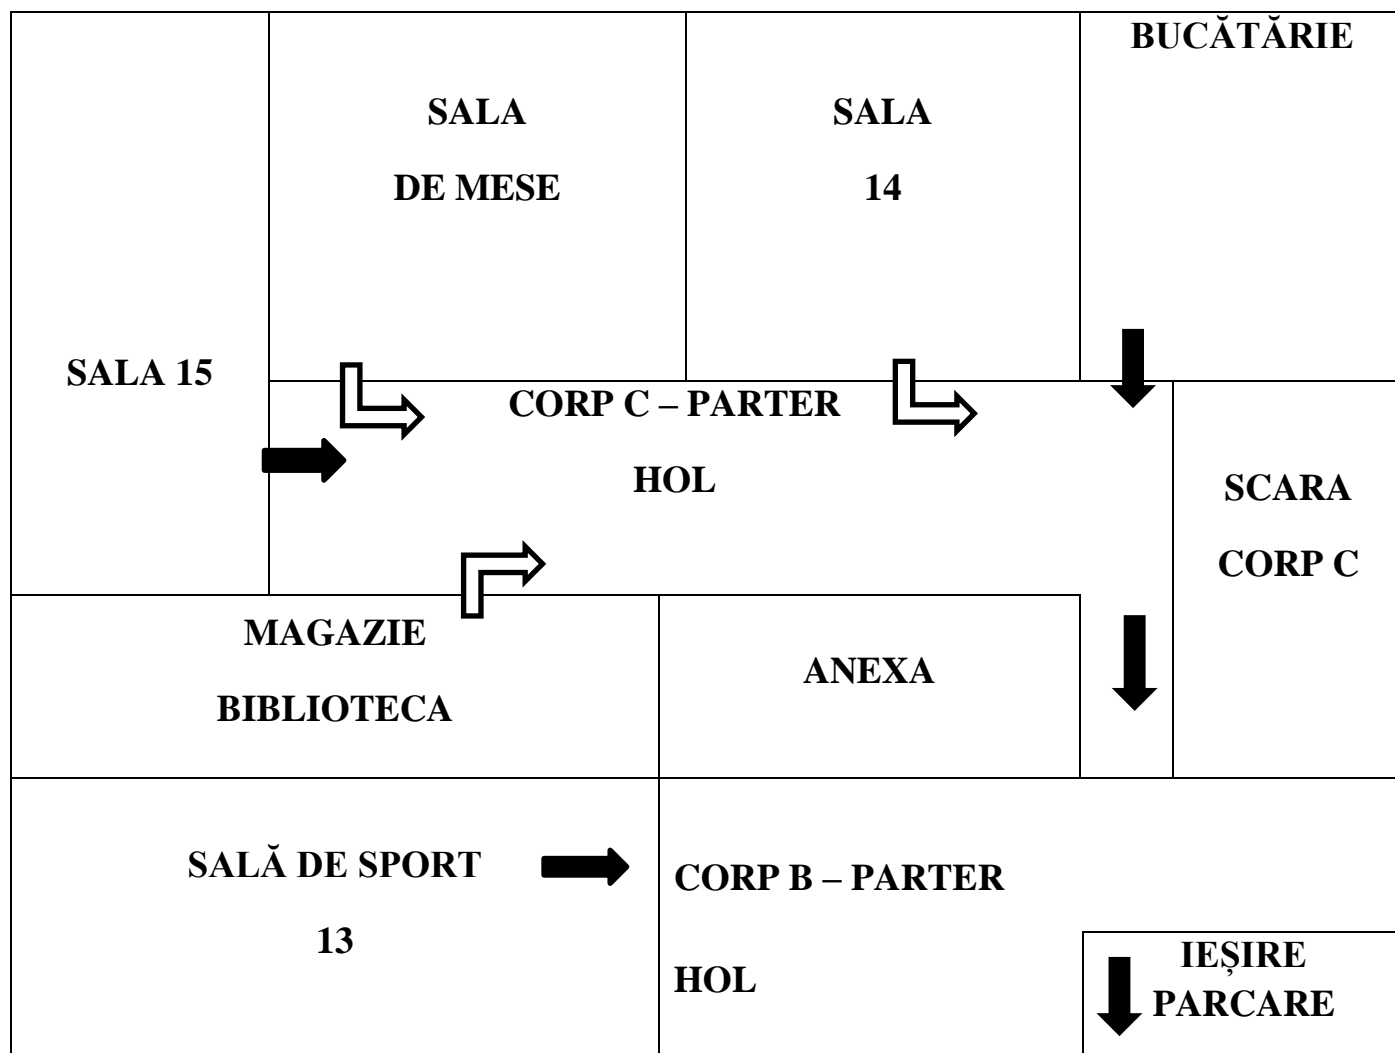 BUCĂTĂRIE
SALA
DE MESE
SALA
14
SALA 15
CORP C – PARTER
HOL
SCARA
CORP C
MAGAZIE
BIBLIOTECA
ANEXA
SALĂ DE SPORT
13
CORP B – PARTER
HOL
IEȘIRE
PARCARE